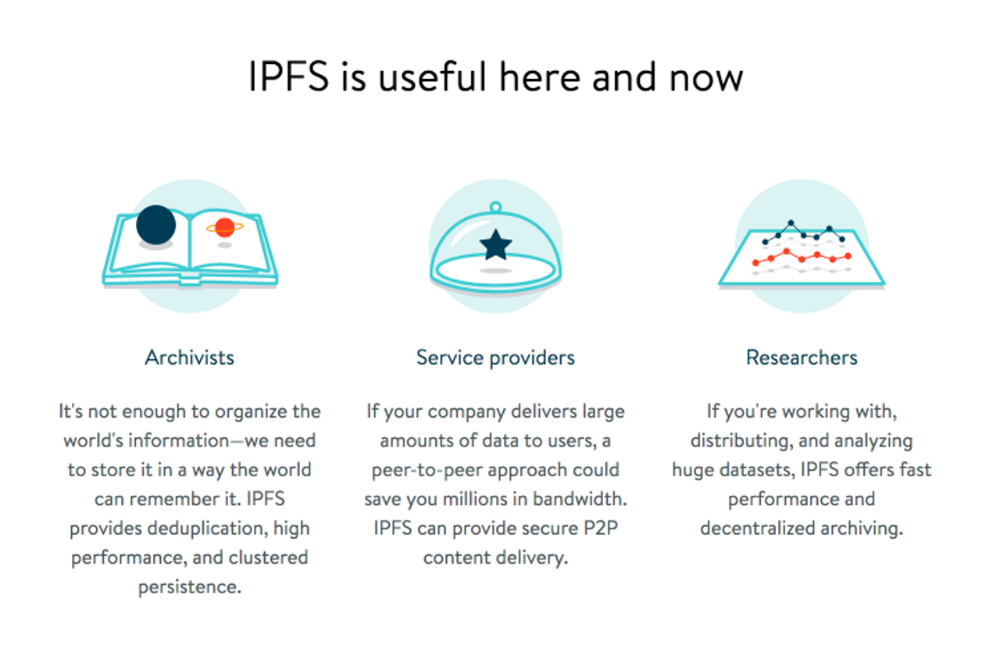 IPFS is useful here and now
Archivists
It's not enough to organize the
world's information—we need
to store it in a way the world
can remember it. IPFS
provides deduplication, high
performance, and clustered
persistence.
Service providers
If your company delivers large
amounts of data to users, a
peer-to-peer approach could
save you millions in bandwidth.
IPFS can provide secure P2P
content delivery.
Researchers
If you're working with,
distributing, and analyzing
huge datasets, IPFS offers fast
performance and
decentralized archiving.